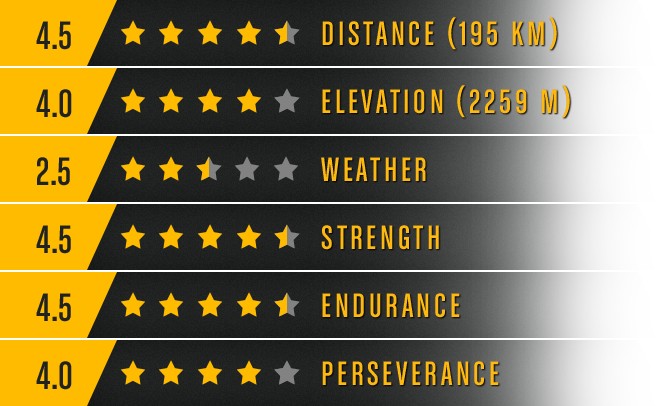 4.5 DISTANCE (195 KM)
4.0 ELEVATION (2259 M)
2.5 WEATHER
4.5 STRENGTH
4.5 ENDURANCE
4.0 PERSEVERANCE